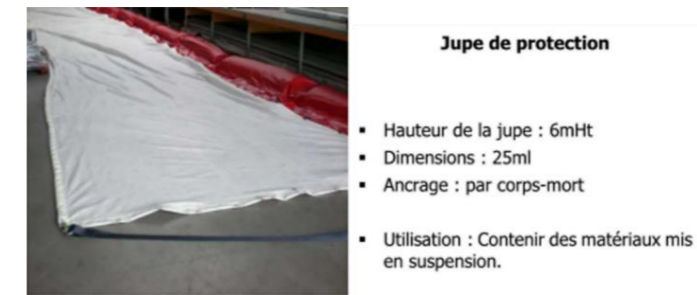 Jupe de protection
▪ Hauteur de la jupe : 6mHt
▪ Dimensions : 25ml
▪ Ancrage : par corps-mort
▪ Utilisation : Contenir des matériaux mis
en suspension.